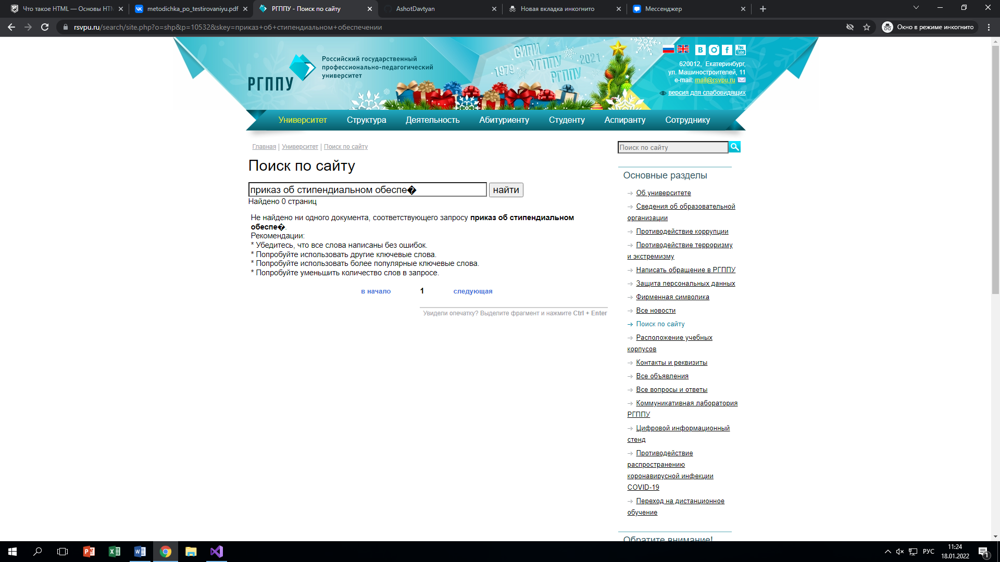 Что такое HTML — Основы HTM
metodichka_po_testirovaniyu.pdf
РГППУ - Поиск по сайту
AshotDavtyan
Новая вкладка инкогнито
Мессенджер
rsvpu.ru/search/site.php?o=shp&p=10532&skey=приказ+об+стипендиальном+обеспечении
Окно в режиме инкогнито
РГППУ
Российский государственный
профессионально-педагогический
университет
1979
СИПИ
УГППУ
РГППУ
2021
620012, Екатеринбург,
ул. Машиностроителей, 11
e-mail: mail@rsvpu.ru
версия для слабовидящих
Университет Структура Деятельность Абитуриенту Студенту Аспиранту Сотруднику
Главная | Университет | Поиск по сайту
Поиск по сайту
приказ об стипендиальном обеспе�
найти
Найдено 0 страниц
Не найдено ни одного документа, соответствующего запросу приказ об стипендиальном
обеспе�.
Рекомендации:
* Убедитесь, что все слова написаны без ошибок.
* Попробуйте использовать другие ключевые слова.
* Попробуйте использовать более популярные ключевые слова.
* Попробуйте уменьшить количество слов в запросе.
в начало 1 следующая
Увидели опечатку? Выделите фрагмент и нажмите Ctrl + Enter
Поиск по сайту
Основные разделы
Об университете
Сведения об образовательной
организации
Противодействие коррупции
Противодействие терроризму
и экстремизму
Написать обращение в РГППУ
Защита персональных данных
Фирменная символика
Все новости
Поиск по сайту
Расположение учебных
корпусов
Контакты и реквизиты
Все объявления
Все вопросы и ответы
Коммуникативная лаборатория
РГППУ
Цифровой информационный
стенд
Противодействие
распространению
коронавирусной инфекции
COVID-19
Переход на дистанционное
обучение
Обратите внимание!
РУС
11:24
18.01.2022
1